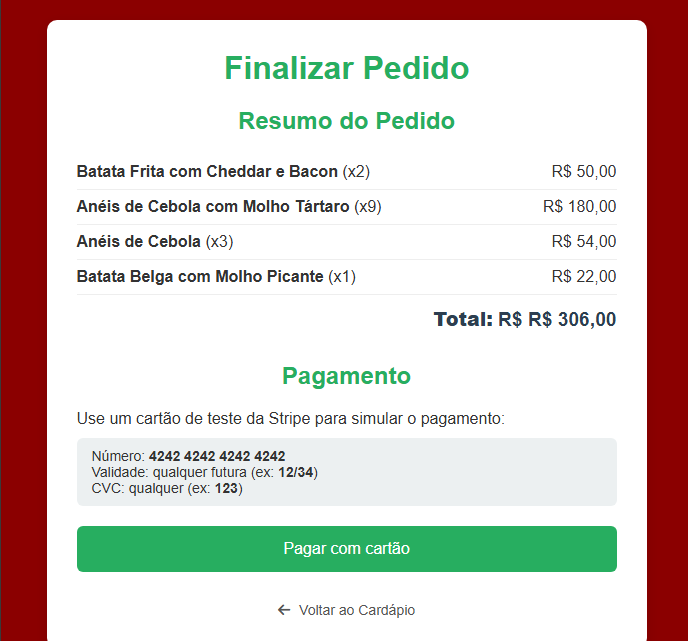 Finalizar Pedido
Resumo do Pedido
Batata Frita com Cheddar e Bacon (x2) R$ 50,00
Anéis de Cebola com Molho Tártaro (x9) R$ 180,00
Anéis de Cebola (x3) R$ 54,00
Batata Belga com Molho Picante (x1) R$ 22,00
Total: R$ R$ 306,00
Pagamento
Use um cartão de teste da Stripe para simular o pagamento:
Número: 4242 4242 4242 4242
Validade: qualquer futura (ex: 12/34)
CVC: qualquer (ex: 123)
Pagar com cartão
← Voltar ao Cardápio